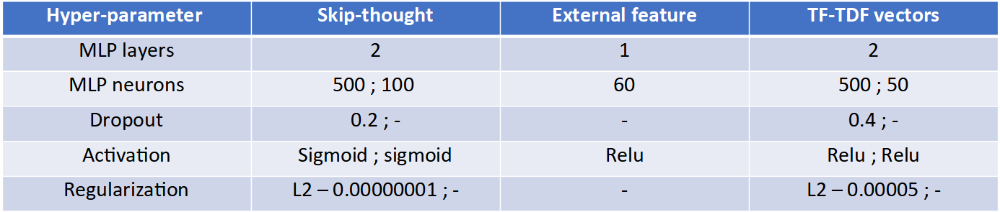 Hyper-parameter Skip-thought External feature TF-TDF vectors
MLP layers 2 1 2
MLP neurons 500 ; 100 60 500 ; 50
Dropout 0.2 ; - - 0.4 ; -
Activation Sigmoid ; sigmoid Relu Relu ; Relu
Regularization L2 – 0.00000001 ; - - L2 – 0.00005 ; -